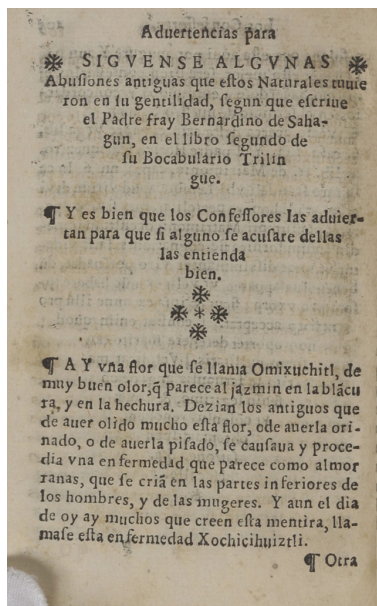 Aduertencias para
SIGVENSE ALGVNAS
Abusiones antiguas que estos Naturales tuuie
ron en su gentilidad, segun que escriue
el Padre fray Bernardino de Saha-
gun, en el libro segundo de
su Bocabulario Trilin
gue.
¶ Y es bien que los Confessores las aduier-
tan para que si alguno se acusare dellas
las entienda
bien.
¶ AY vna flor que se llama Omixuchitl, de
muy buen olor,q̃ parece al jazmin en la blãcu
ra, y en la hechura. Dezian los antiguos que
de auer olido mucho esta flor, ode auerla ori-
nado, o de auerla pisado, se causaua y proce-
dia vna enfermedad que parece como almor
ranas, que se criã en las partes inferiores de
los hombres, y de las mugeres. Y aun el dia
de oy ay muchos que creen esta mentira, lla-
mase esta enfermedad Xochicihuiztli.
¶ Otra